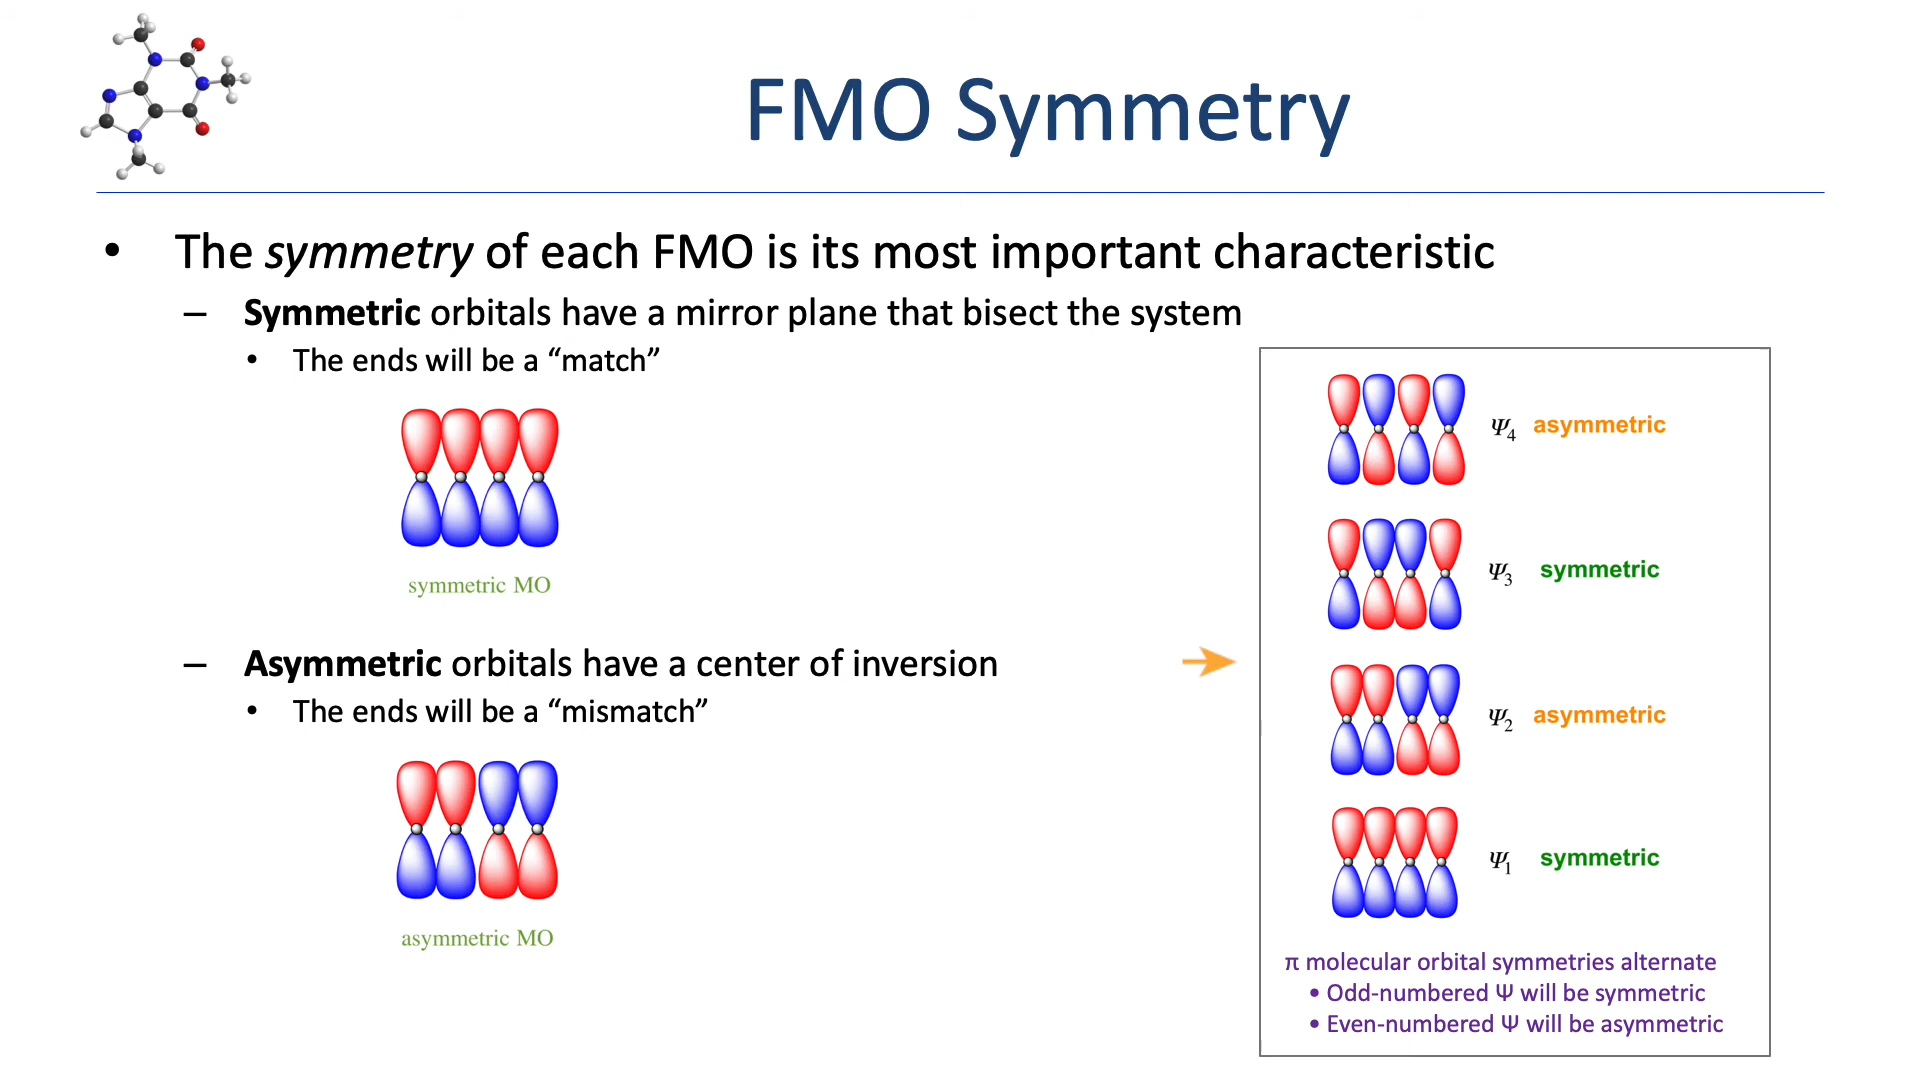 FMO Symmetry
• The symmetry of each FMO is its most important characteristic
– Symmetric orbitals have a mirror plane that bisect the system
• The ends will be a “match”
symmetric MO
– Asymmetric orbitals have a center of inversion
• The ends will be a “mismatch”
asymmetric MO
Ψ4 asymmetric
Ψ3 symmetric
Ψ2 asymmetric
Ψ1 symmetric
π molecular orbital symmetries alternate
• Odd-numbered Ψ will be symmetric
• Even-numbered Ψ will be asymmetric